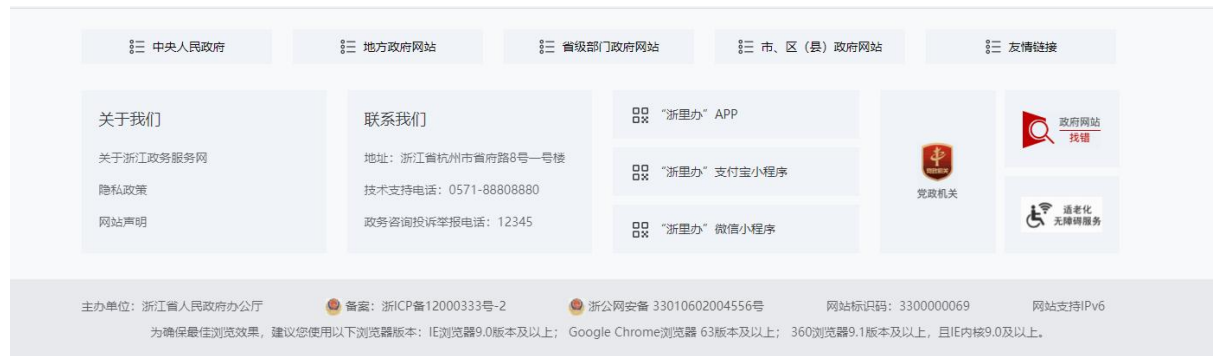 中央人民政府
地方政府网站
省级部门政府网站
市、区（县）政府网站
友情链接
关于我们
关于浙江政务服务网
隐私政策
网站声明
联系我们
地址：浙江省杭州市省府路8号一号楼
技术支持电话：0571-88808880
政务咨询投诉举报电话：12345
“浙里办”APP
“浙里办”支付宝小程序
“浙里办”微信小程序
党政机关
党政机关
政府网站
找错
适老化
无障碍服务
主办单位：浙江省人民政府办公厅 备案：浙ICP备12000333号-2 浙公网安备 33010602004556号 网站标识码：3300000069 网站支持IPv6
为确保最佳浏览效果，建议您使用以下浏览器版本：IE浏览器9.0版本及以上； Google Chrome浏览器 63版本及以上； 360浏览器9.1版本及以上，且IE内核9.0及以上。